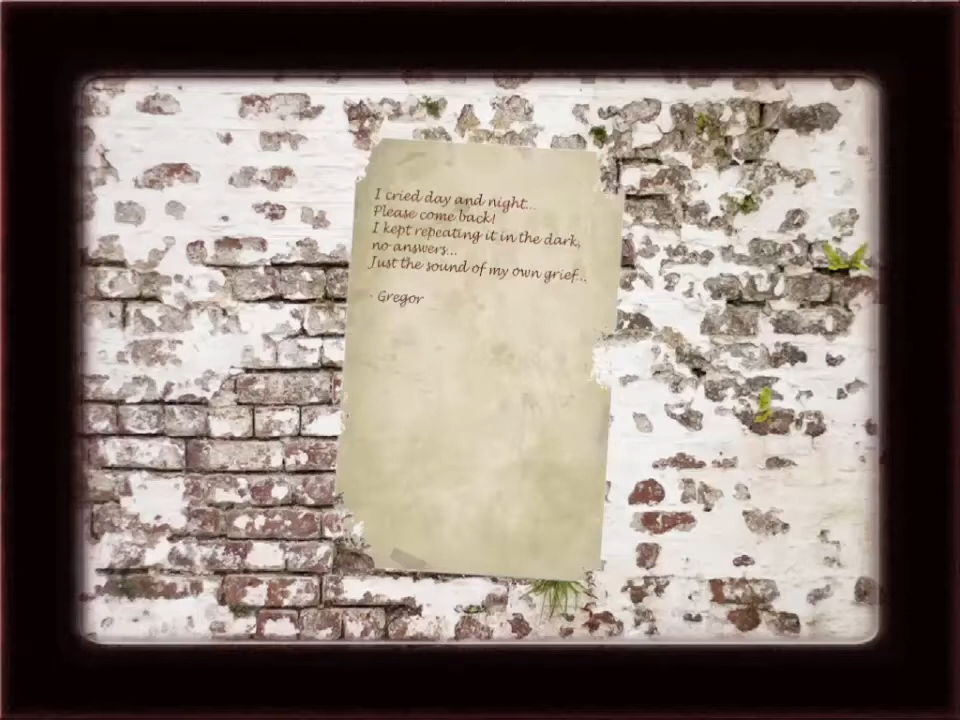 I cried day and night...
Please come back!
I kept repeating it in the dark,
no answers...
Just the sound of my own grief...
- Gregor